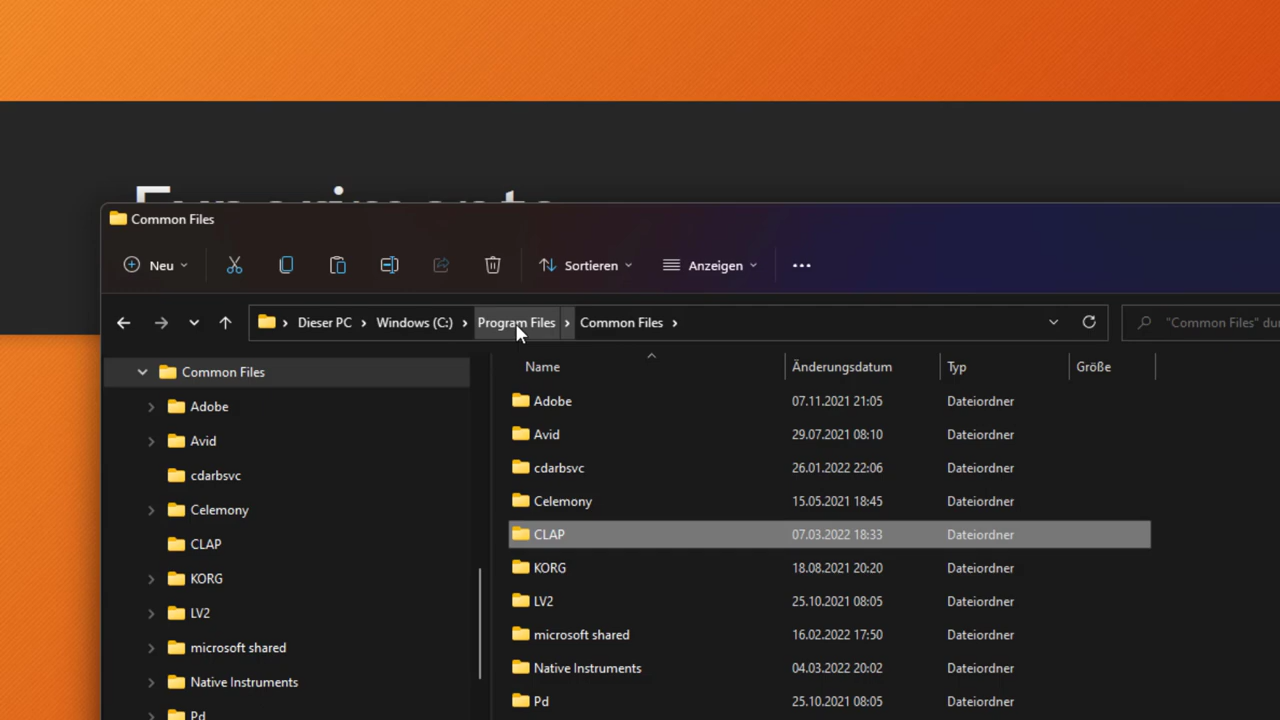 Experiments
Common Files
Neu Sortieren Anzeigen
Dieser PC Windows (C:) Program Files Common Files "Common Files" du
Common Files
Adobe
Avid
cdarbsvc
Celemony
CLAP
KORG
LV2
microsoft shared
Native Instruments
Pd
Name Änderungsdatum Typ Größe
Adobe 07.11.2021 21:05 Dateiordner
Avid 29.07.2021 08:10 Dateiordner
cdarbsvc 26.01.2022 22:06 Dateiordner
Celemony 15.05.2021 18:45 Dateiordner
CLAP 07.03.2022 18:33 Dateiordner
KORG 18.08.2021 20:20 Dateiordner
LV2 25.10.2021 08:05 Dateiordner
microsoft shared 16.02.2022 17:50 Dateiordner
Native Instruments 04.03.2022 20:02 Dateiordner
Pd 25.10.2021 08:05 Dateiordner